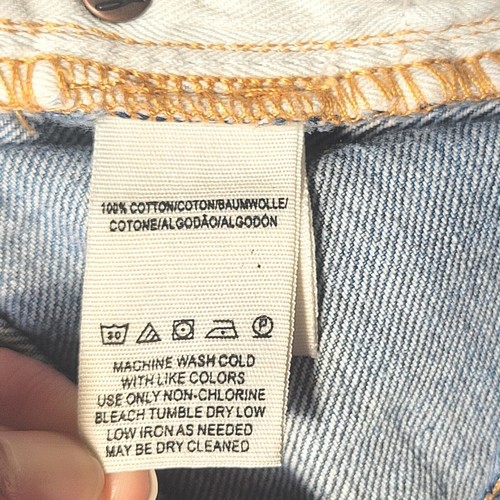 100% COTTON/COTON/BAUMWOLLE/
COTONE/ALGODÃO/ALGODÓN
30 P
MACHINE WASH COLD
WITH LIKE COLORS
USE ONLY NON-CHLORINE
BLEACH TUMBLE DRY LOW
LOW IRON AS NEEDED
MAY BE DRY CLEANED